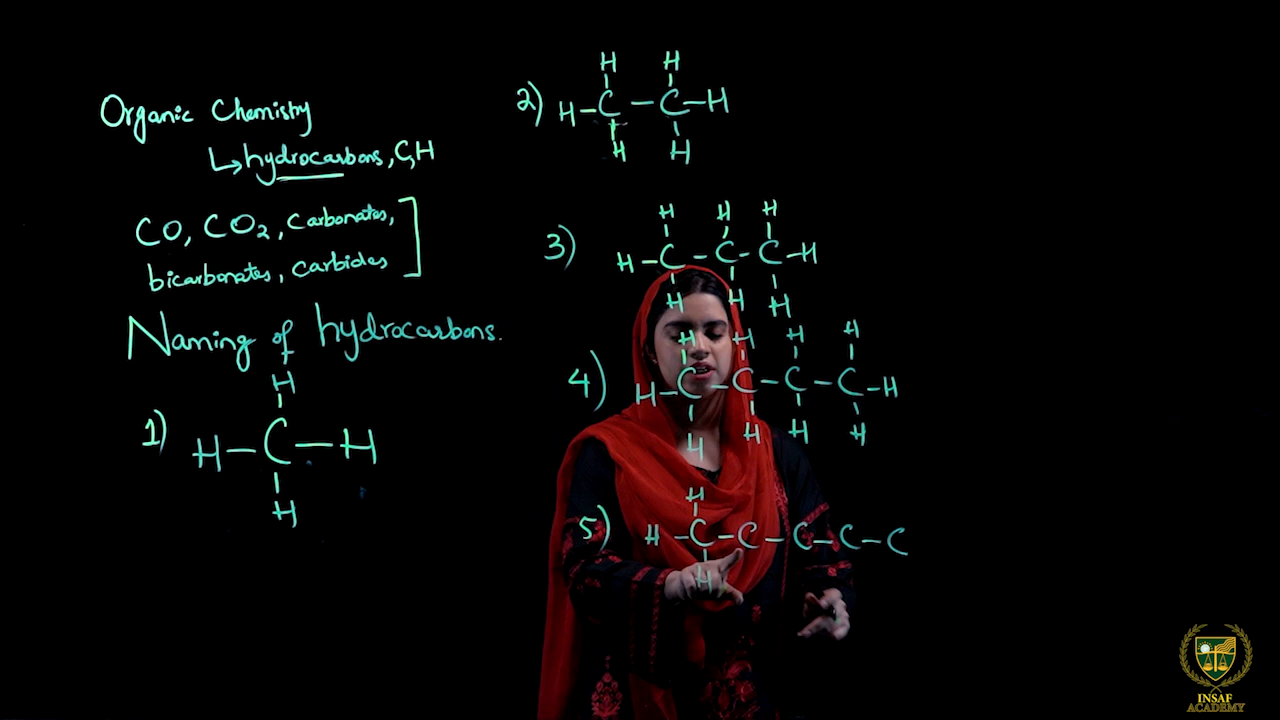 Organic Chemistry
↳hydrocarbons, C,H
CO, CO₂, carbonates,
bicarbonates, carbides
Naming of hydrocarbons.
1)
H
H–C–H
H
2)
H H
H–C–C–H
H H
3)
H H H
H–C–C–C–H
H H H
4)
H H H H
H–C–C–C–C–H
H H H H
5)
H
H–C–C–C–C–C
H
INSAF
ACADEMY